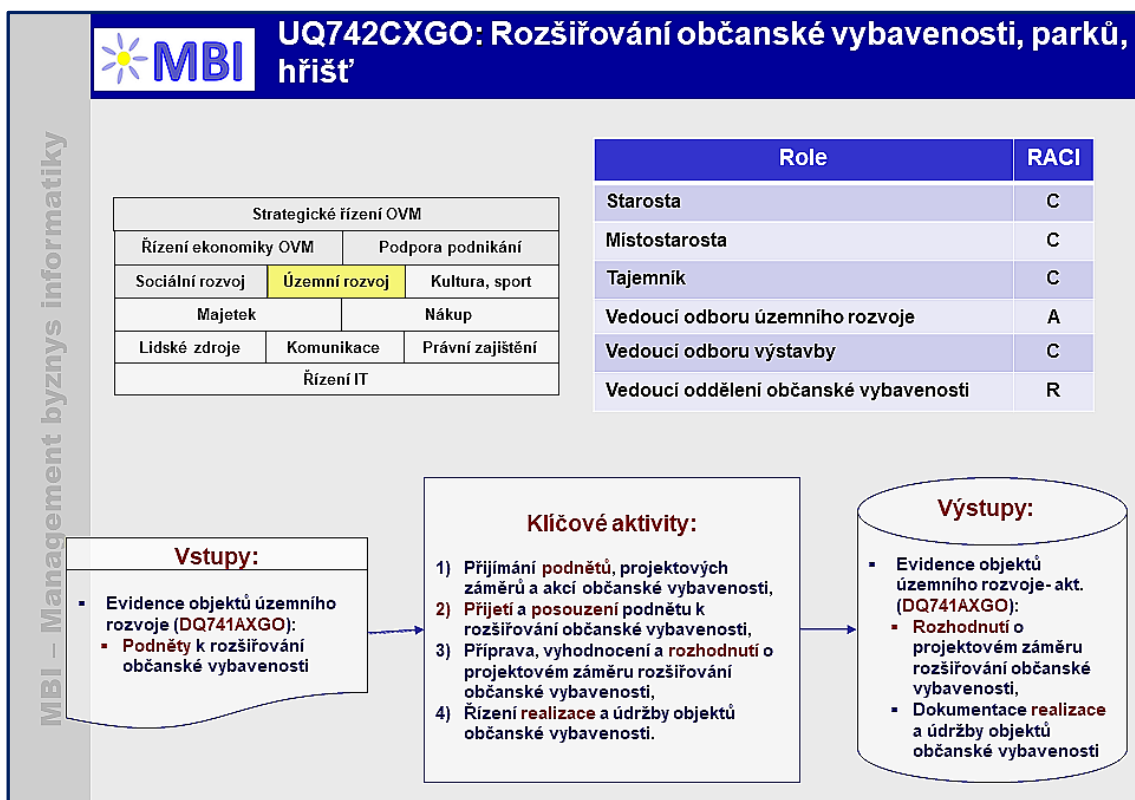 MBI
UQ742CXGO: Rozšiřování občanské vybavenosti, parků,
hřišť
MBI – Management byznys informatiky
Strategické řízení OVM
Řízení ekonomiky OVM
Podpora podnikání
Sociální rozvoj
Územní rozvoj
Kultura, sport
Majetek
Nákup
Lidské zdroje
Komunikace
Právní zajištění
Řízení IT
Role RACI
Starosta C
Místostarosta C
Tajemník C
Vedoucí odboru územního rozvoje A
Vedoucí odboru výstavby C
Vedoucí oddělení občanské vybavenosti R
Vstupy:
▪ Evidence objektů územního
rozvoje (DQ741AXGO):
▪ Podněty k rozšiřování
občanské vybavenosti
Klíčové aktivity:
1) Přijímání podnětů, projektových
záměrů a akcí občanské vybavenosti,
2) Přijetí a posouzení podnětu k
rozšiřování občanské vybavenosti,
3) Příprava, vyhodnocení a rozhodnutí o
projektovém záměru rozšiřování
občanské vybavenosti,
4) Řízení realizace a údržby objektů
občanské vybavenosti.
Výstupy:
▪ Evidence objektů
územního rozvoje- akt.
(DQ741AXGO):
▪ Rozhodnutí o
projektovém záměru
rozšiřování občanské
vybavenosti,
▪ Dokumentace realizace
a údržby objektů
občanské vybavenosti